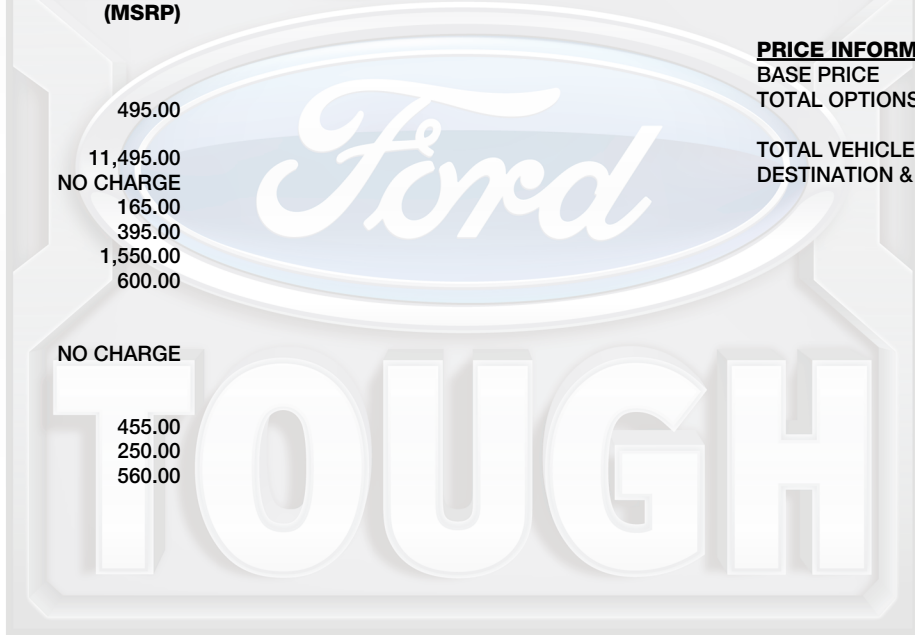 (MSRP)
495.00
11,495.00
NO CHARGE
165.00
395.00
1,550.00
600.00
NO CHARGE
455.00
250.00
560.00
PRICE INFORM
BASE PRICE
TOTAL OPTIONS
TOTAL VEHICLE
DESTINATION &
Ford
TOUGH